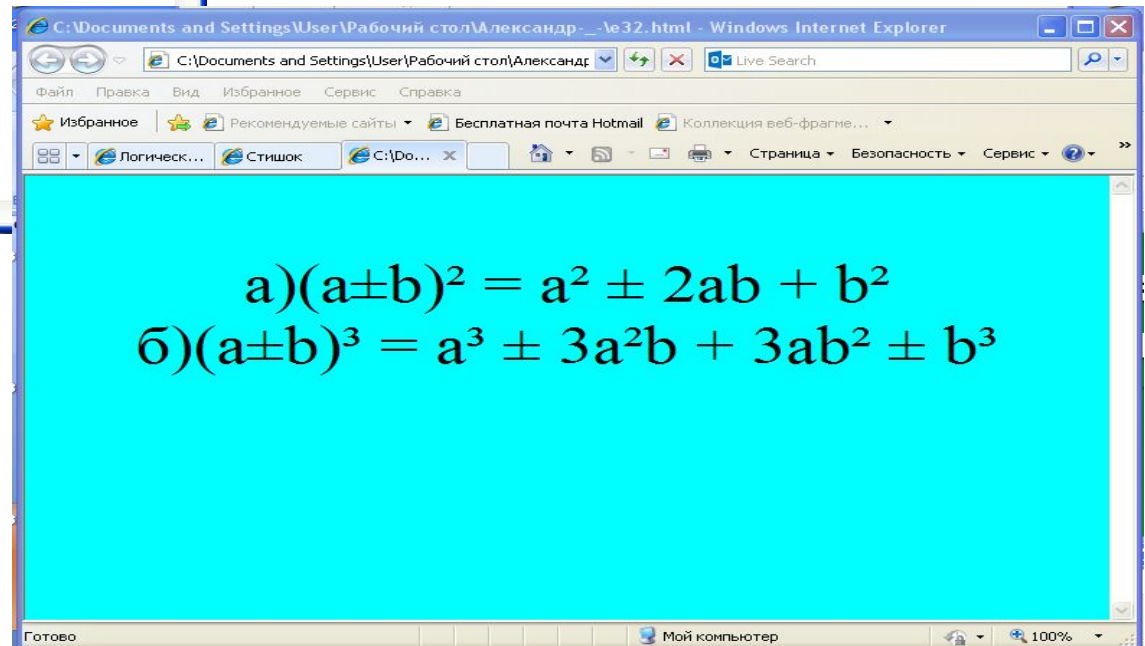 C:\Documents and Settings\User\Рабочий стол\Александр-_-\e32.html - Windows Internet Explorer
C:\Documents and Settings\User\Рабочий стол\Александр Live Search
Файл Правка Вид Избранное Сервис Справка
Избранное Рекомендуемые сайты Бесплатная почта Hotmail Коллекция веб-фрагме...
Логическ... Стишок C:\Do... Страница Безопасность Сервис
а)(a±b)² = a² ± 2ab + b²
б)(a±b)³ = a³ ± 3a²b + 3ab² ± b³
Готово Мой компьютер 100%